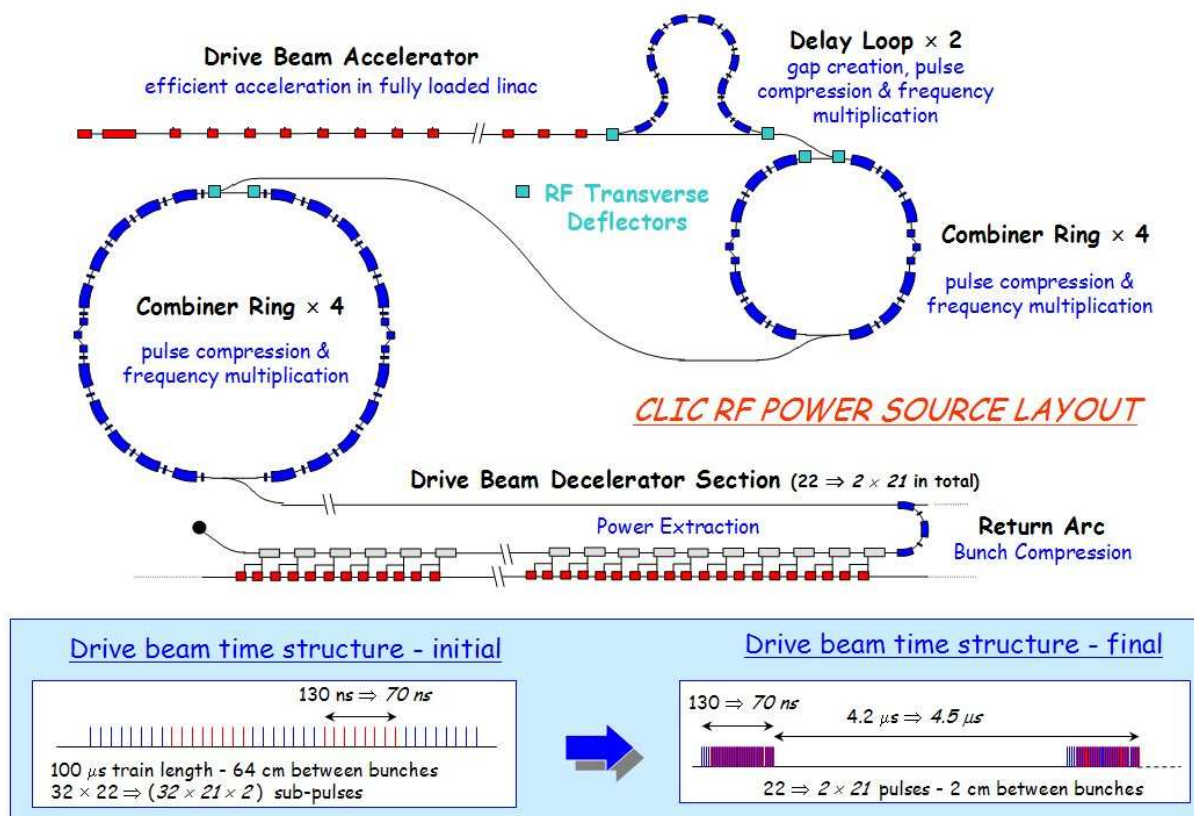 Drive Beam Accelerator
efficient acceleration in fully loaded linac
Delay Loop × 2
gap creation, pulse
compression & frequency
multiplication
RF Transverse
Deflectors
Combiner Ring × 4
pulse compression &
frequency multiplication
Combiner Ring × 4
pulse compression &
frequency multiplication
CLIC RF POWER SOURCE LAYOUT
Drive Beam Decelerator Section (22 ⇒ 2 × 21 in total)
Power Extraction
Return Arc
Bunch Compression
Drive beam time structure - initial
130 ns ⇒ 70 ns
100 μs train length - 64 cm between bunches
32 × 22 ⇒ (32 × 21 × 2) sub-pulses
Drive beam time structure - final
130 ⇒ 70 ns
4.2 μs ⇒ 4.5 μs
22 ⇒ 2 × 21 pulses - 2 cm between bunches